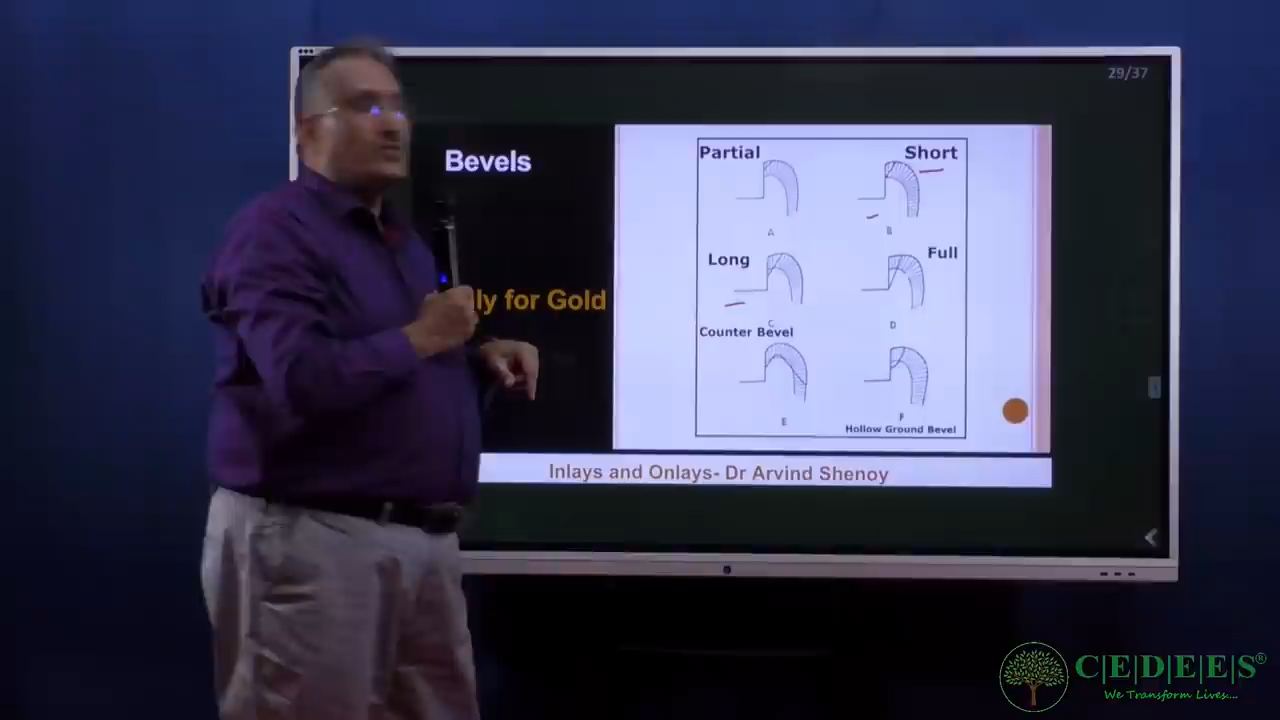 29/37
Bevels
ly for Gold
Partial
Short
A
B
Long
Full
C
D
Counter Bevel
E
F
Hollow Ground Bevel
Inlays and Onlays- Dr Arvind Shenoy
C|E|D|E|E|S®
We Transform Lives...